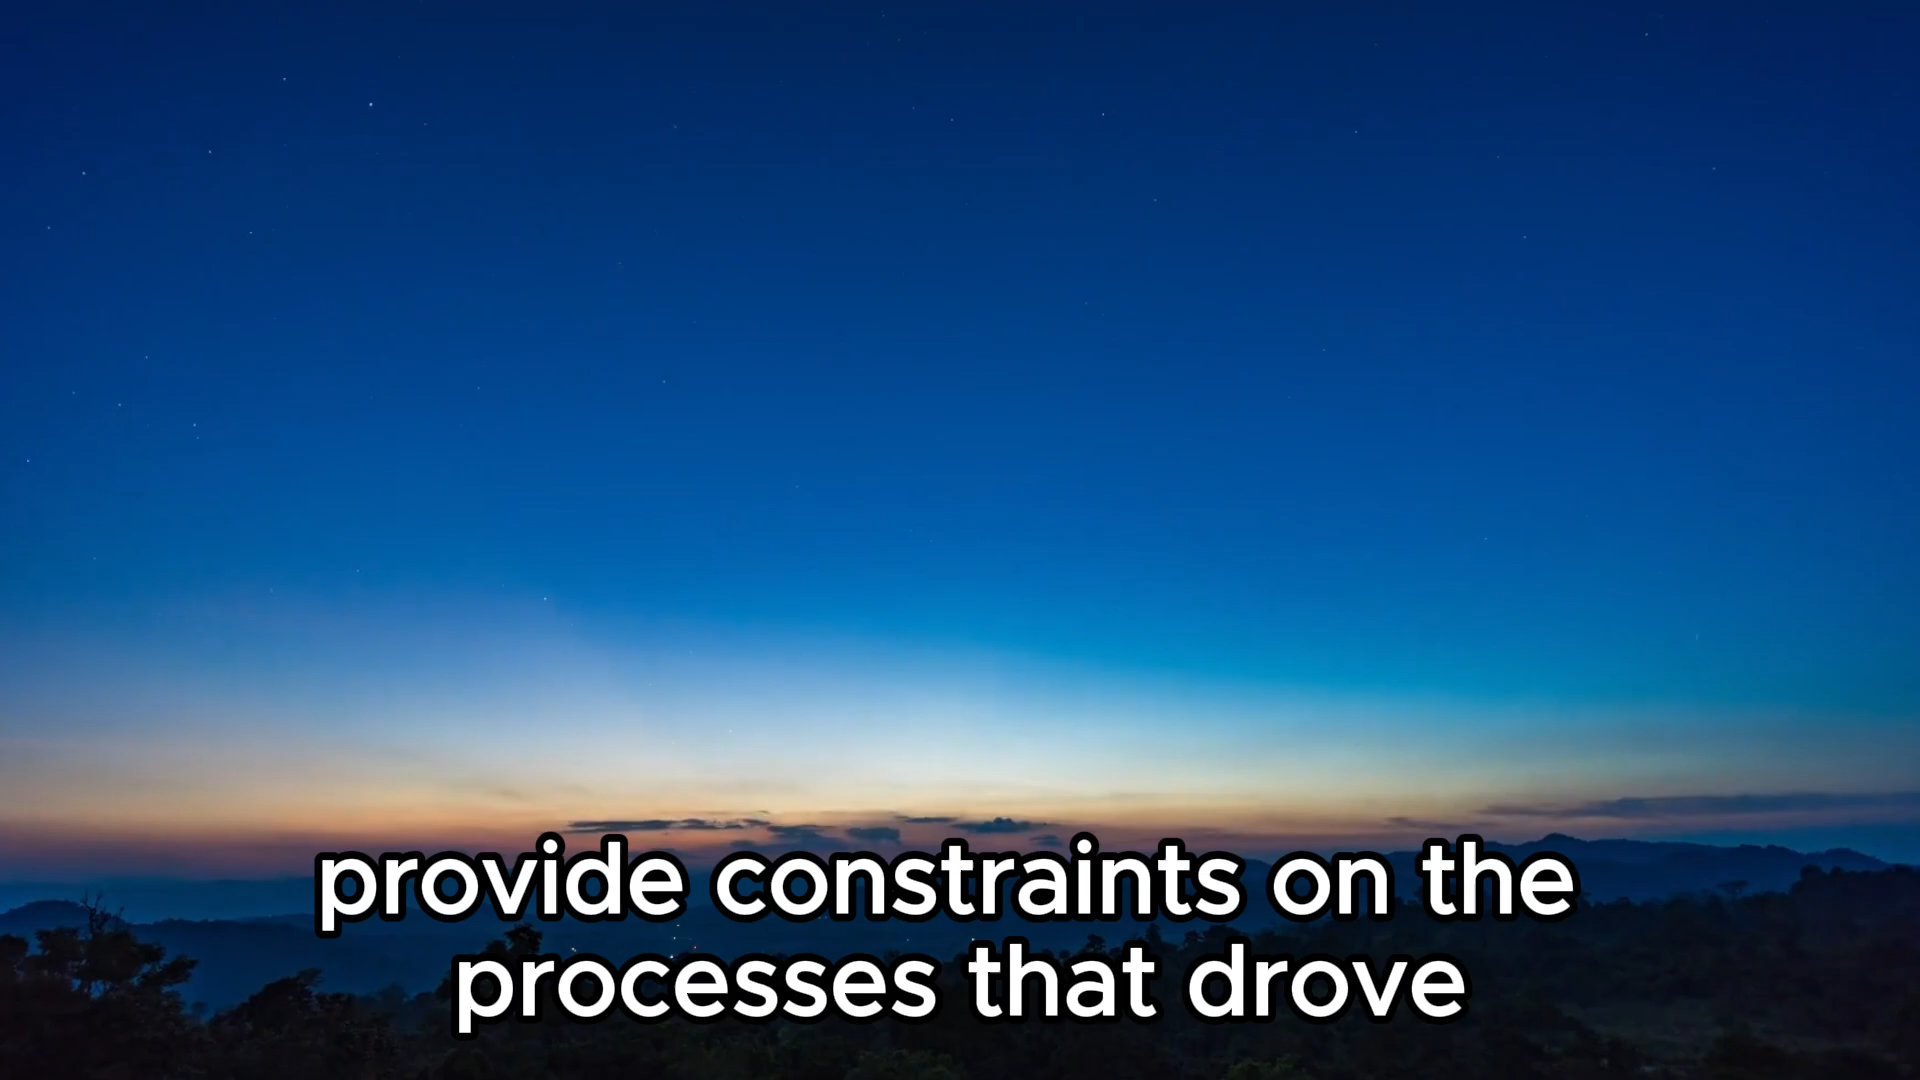 provide constraints on the
processes that drove